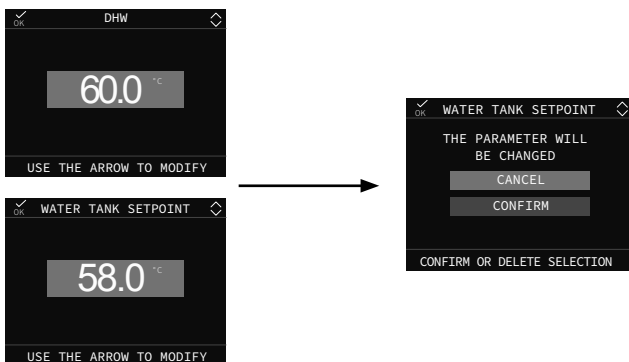 OK DHW
60.0 °C
USE THE ARROW TO MODIFY
OK WATER TANK SETPOINT
58.0 °C
USE THE ARROW TO MODIFY
OK WATER TANK SETPOINT
THE PARAMETER WILL
BE CHANGED
CANCEL
CONFIRM
CONFIRM OR DELETE SELECTION